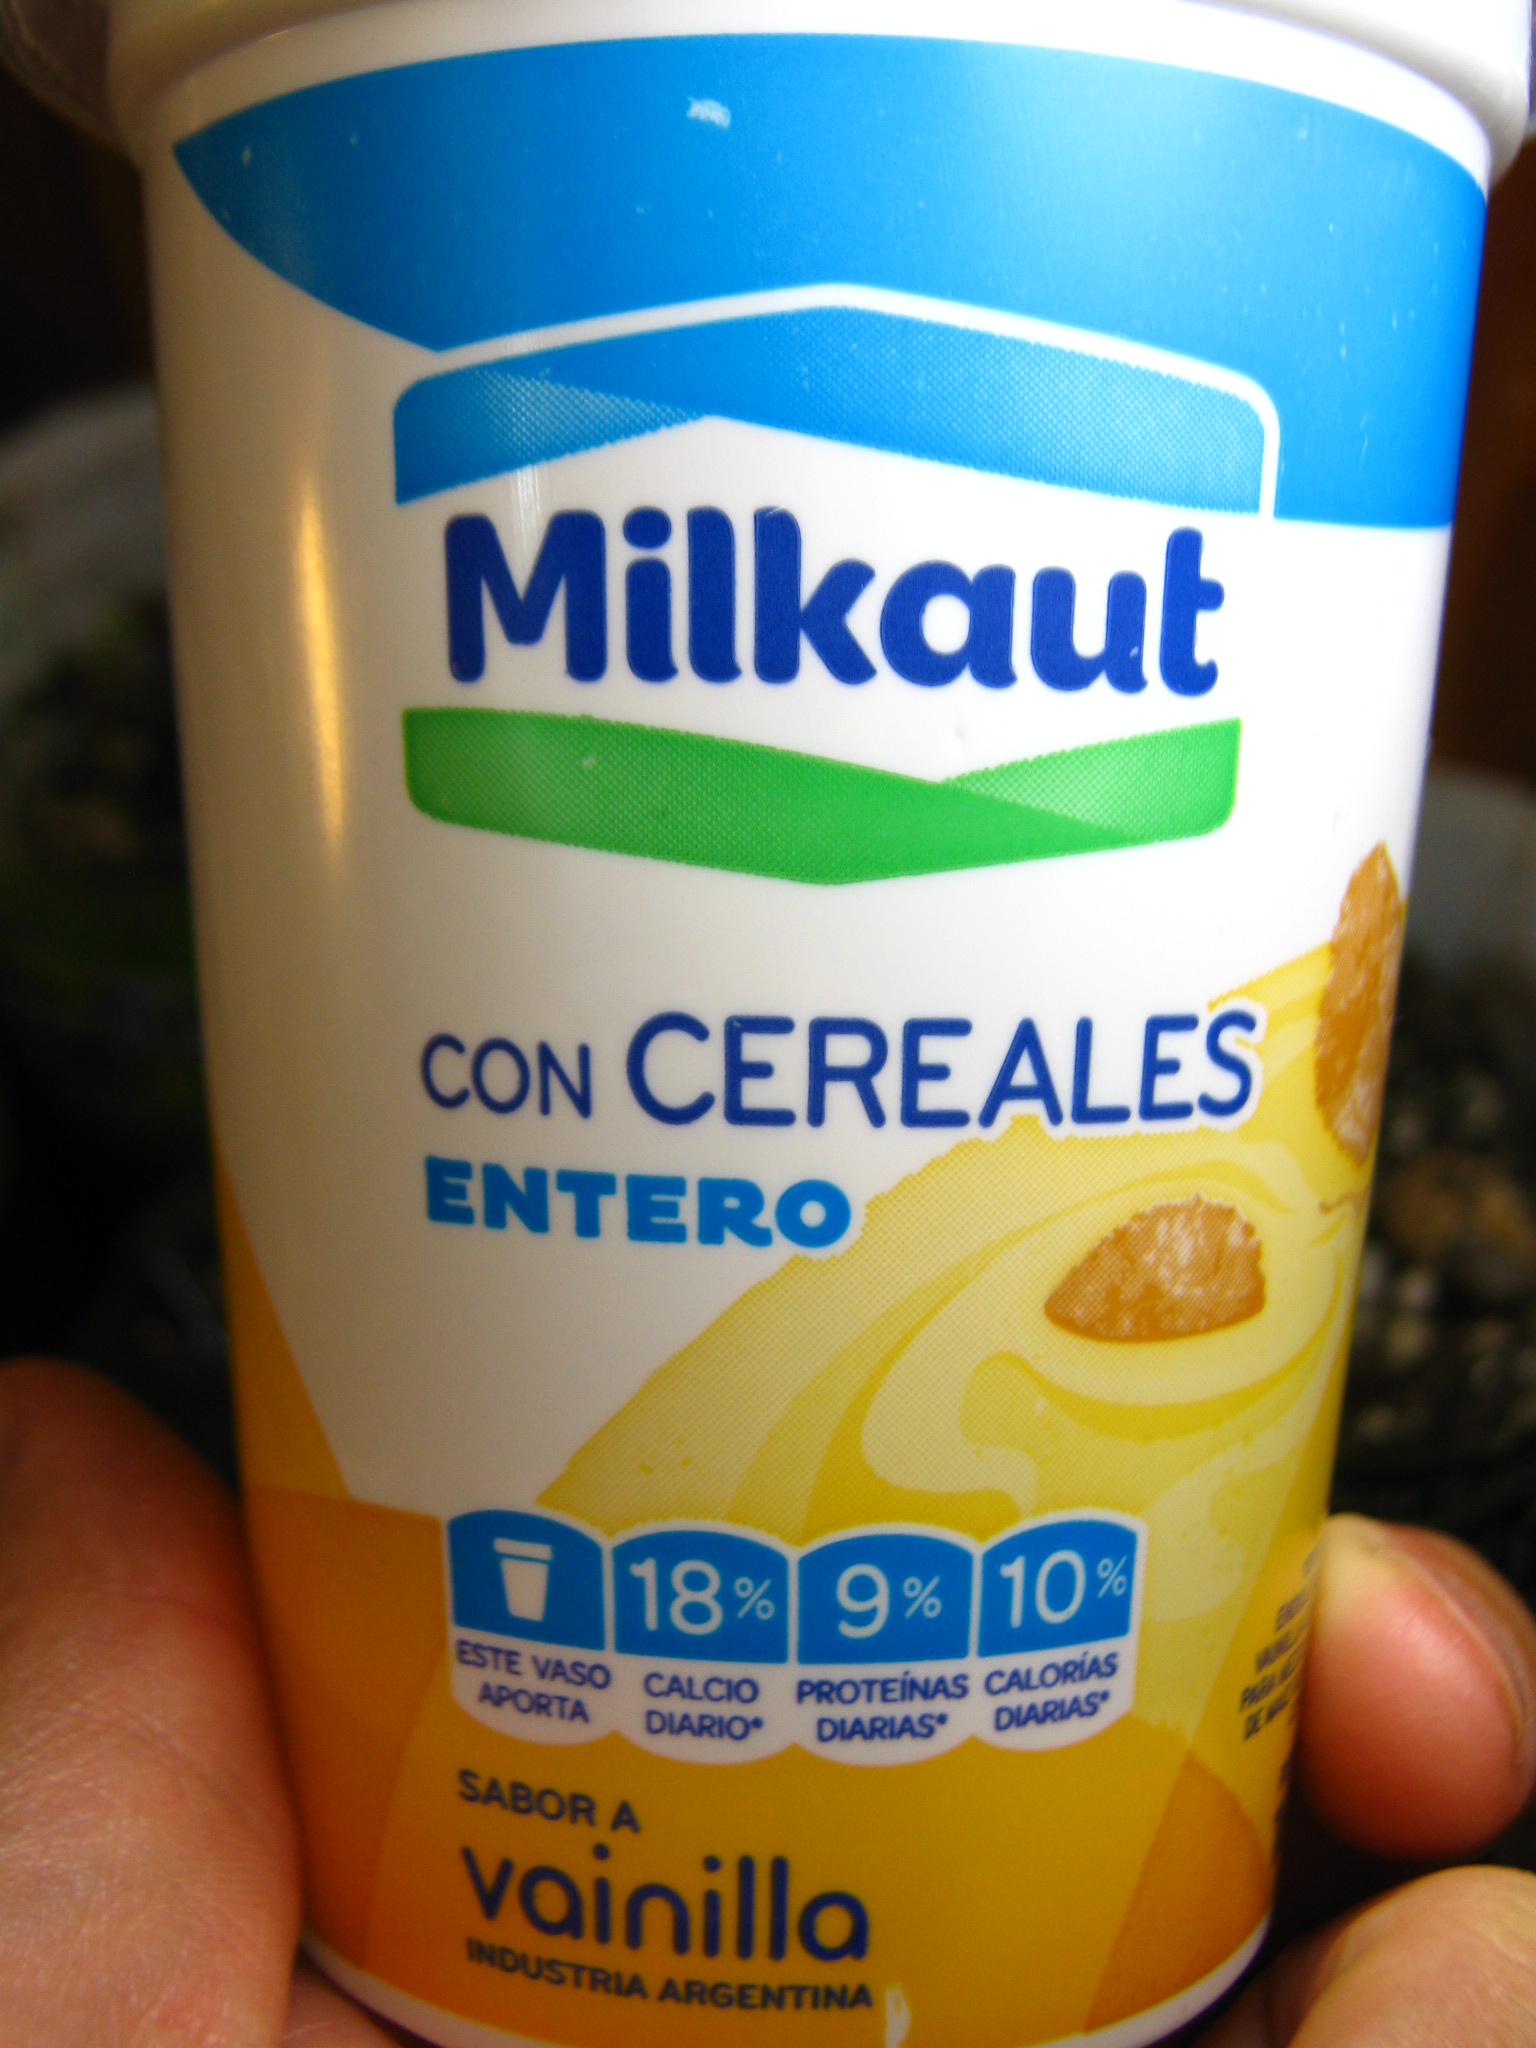 Milkaut
CON CEREALES
ENTERO
18% 9% 10%
ESTE VASO APORTA
CALCIO DIARIO*
PROTEÍNAS DIARIAS*
CALORÍAS DIARIAS*
SABOR A
vainilla
INDUSTRIA ARGENTINA